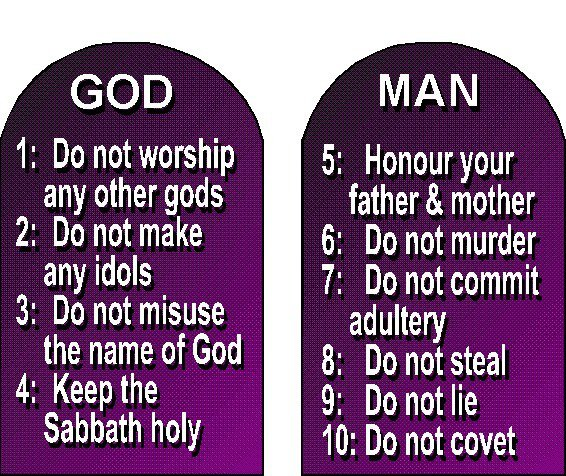 GOD
1: Do not worship
any other gods
2: Do not make
any idols
3: Do not misuse
the name of God
4: Keep the
Sabbath holy
MAN
5: Honour your
father & mother
6: Do not murder
7: Do not commit
adultery
8: Do not steal
9: Do not lie
10: Do not covet